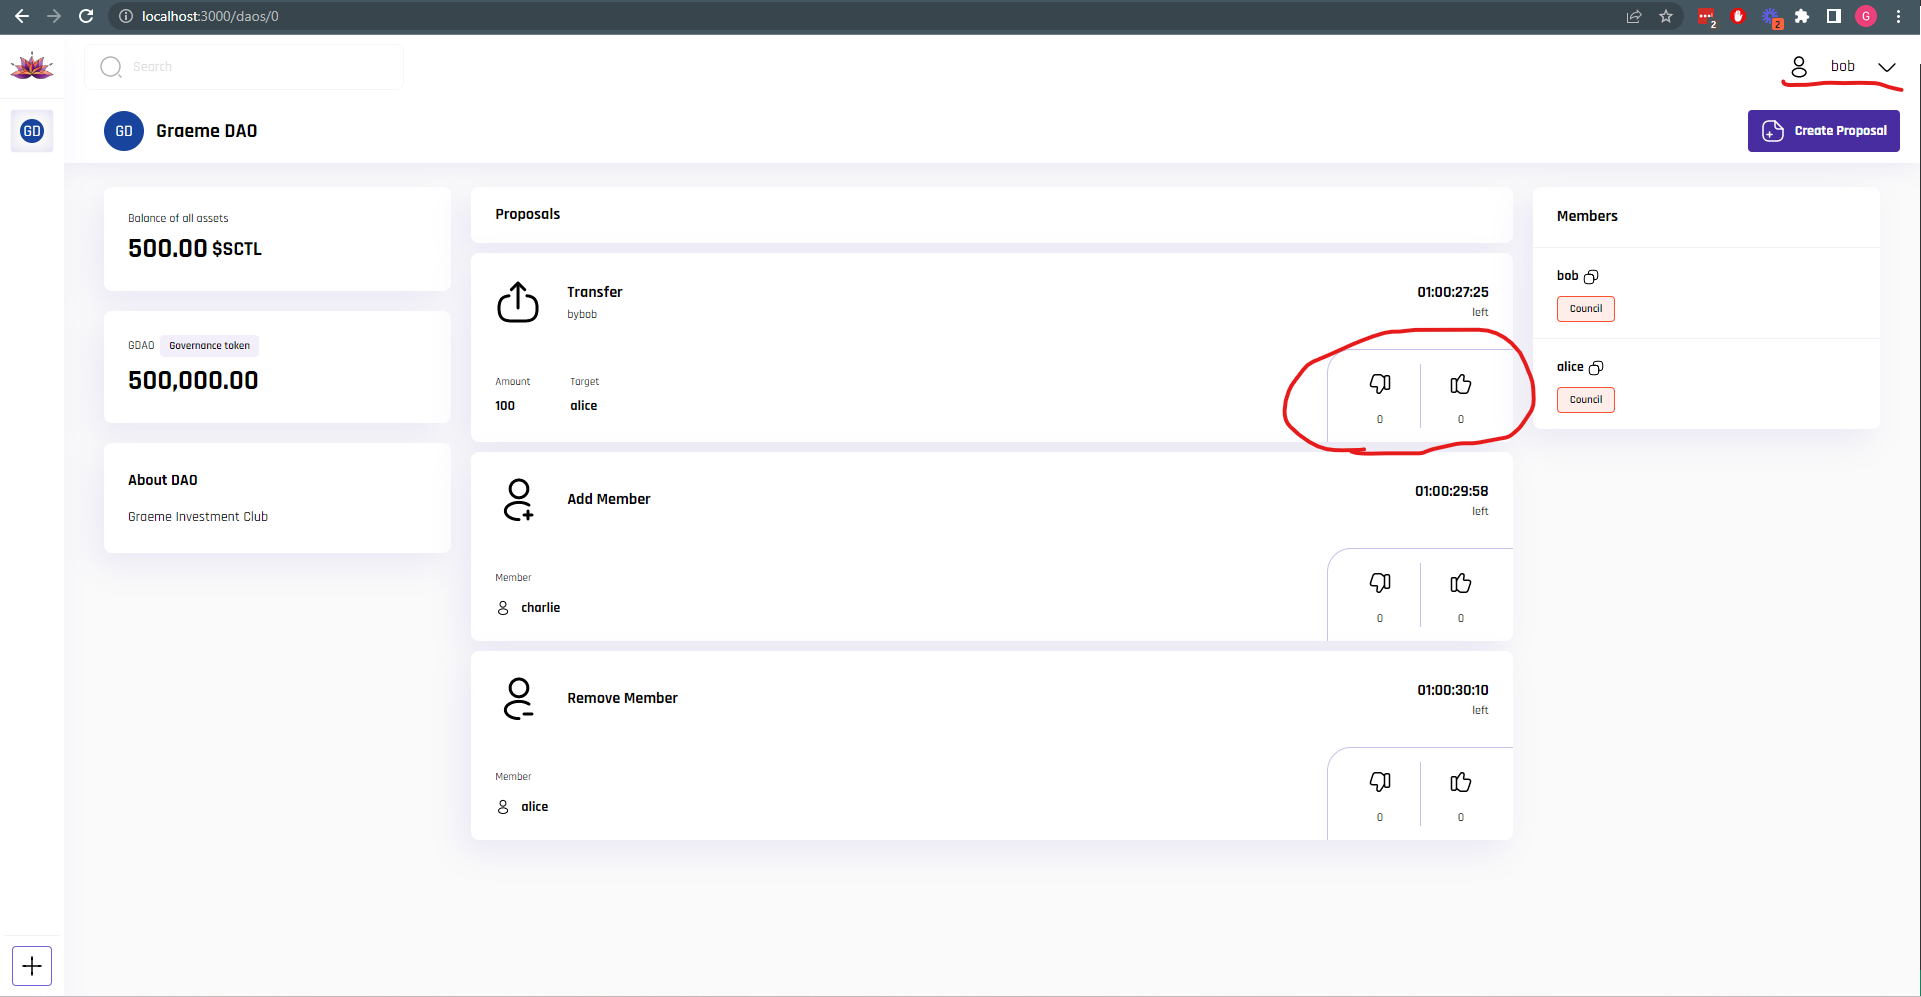 localhost:3000/daos/0
2
2
G
Search
bob
GD
GD
Graeme DAO
Create Proposal
Balance of all assets
500.00 $SCTL
GDAO Governance token
500,000.00
About DAO
Graeme Investment Club
Proposals
Transfer
bybob
01:00:27:25
left
Amount Target
100 alice
0 0
Add Member
01:00:29:58
left
Member
charlie
0 0
Remove Member
01:00:30:10
left
Member
alice
0 0
Members
bob
Council
alice
Council